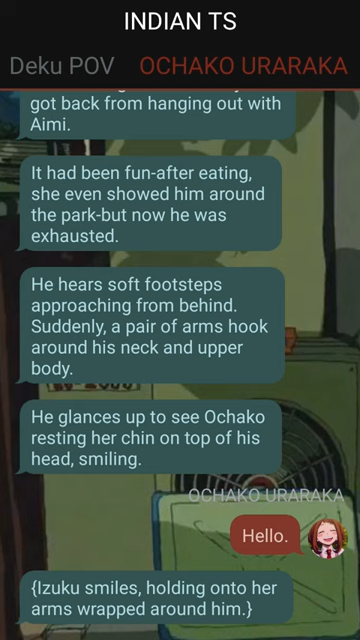 INDIAN TS
Deku POV OCHAKO URARAKA
got back from hanging out with
Aimi.
It had been fun-after eating,
she even showed him around
the park-but now he was
exhausted.
He hears soft footsteps
approaching from behind.
Suddenly, a pair of arms hook
around his neck and upper
body.
He glances up to see Ochako
resting her chin on top of his
head, smiling.
OCHAKO URARAKA
Hello.
{Izuku smiles, holding onto her
arms wrapped around him.}